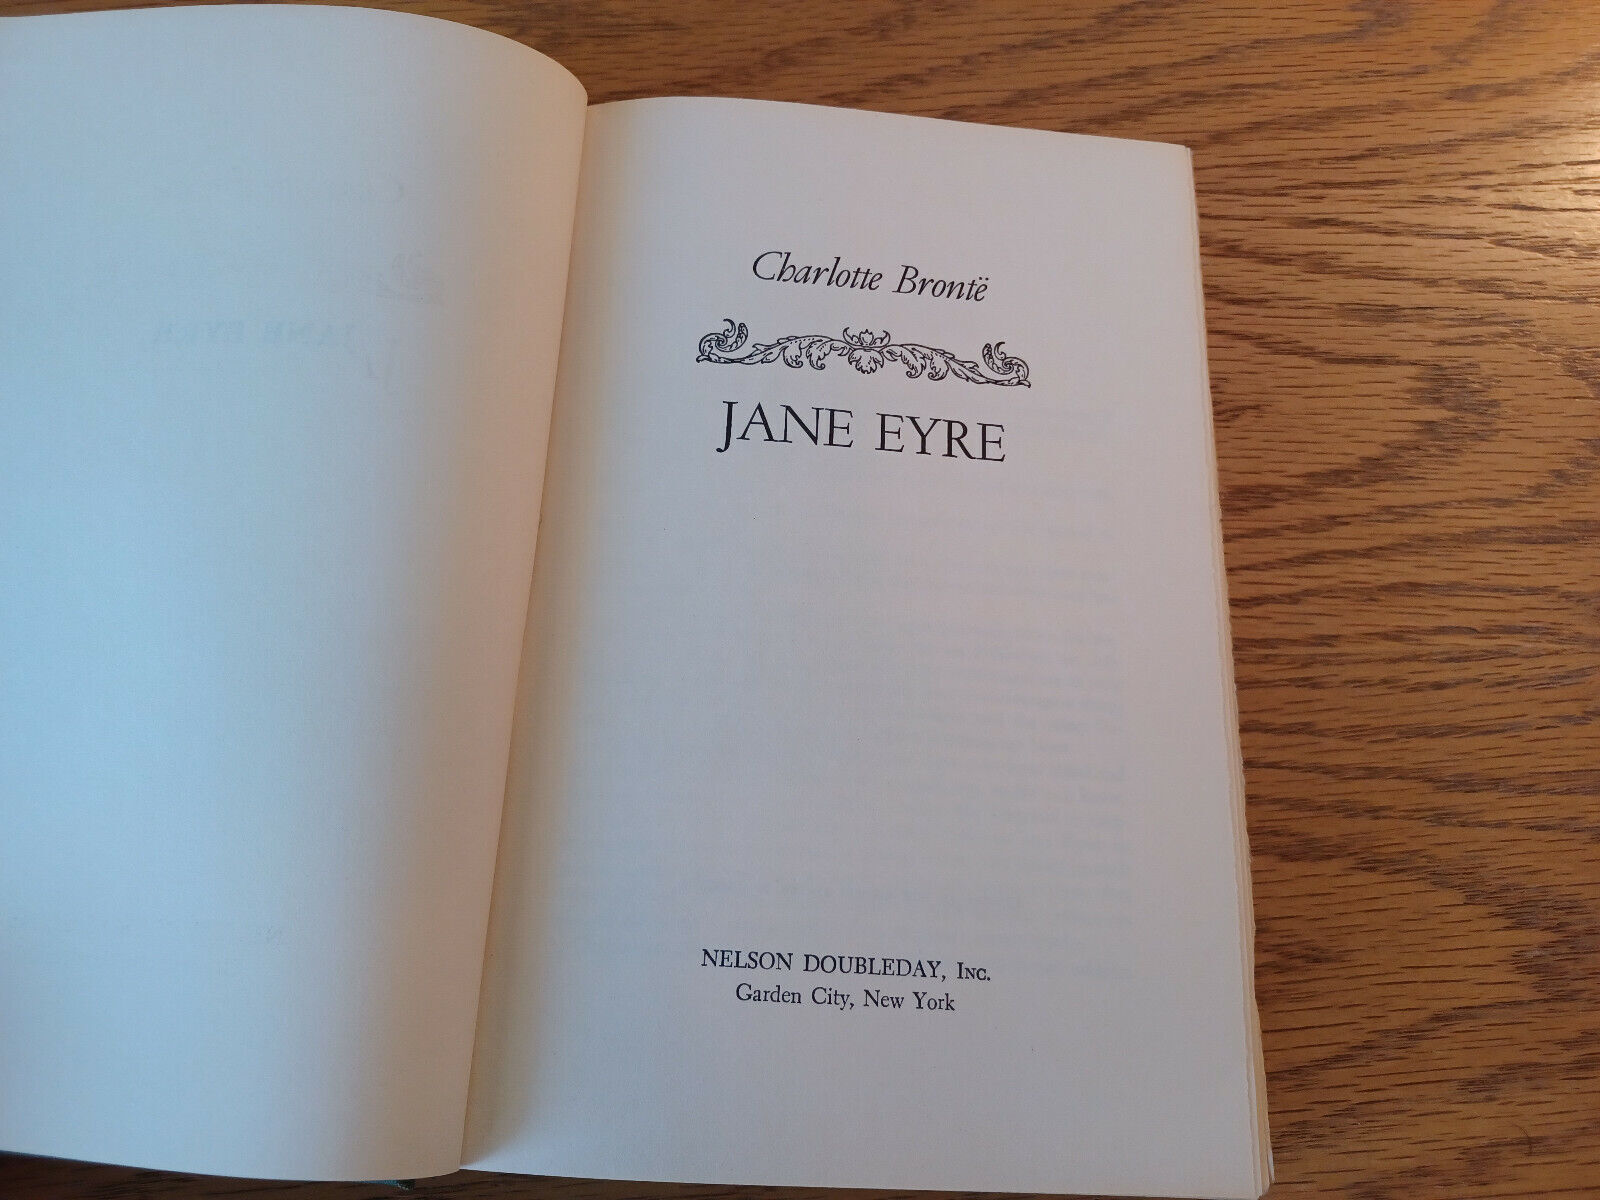 Charlotte Brontë
JANE EYRE
NELSON DOUBLEDAY, INC.
Garden City, New York